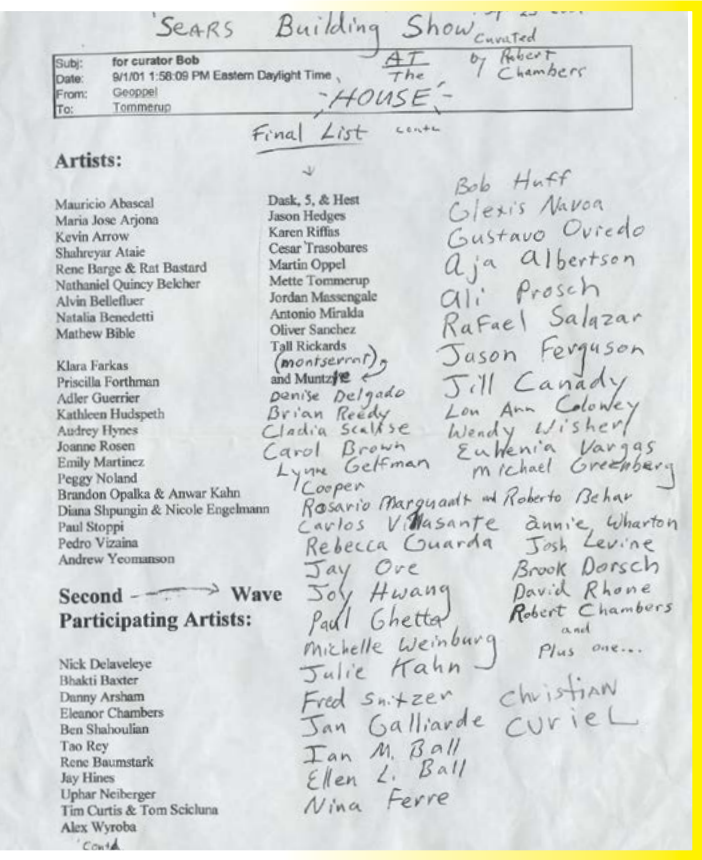 SEARS Building Show
Curated
by Robert
Chambers
Subj: for curator Bob
Date: 9/1/01 1:58:09 PM Eastern Daylight Time
From: Geoppel
To: Tommerup
AT
The
-HOUSE-
Final List contd
Artists:
Mauricio Abascal
Maria Jose Arjona
Kevin Arrow
Shahreyar Ataie
Rene Barge & Rat Bastard
Nathaniel Quincy Belcher
Alvin Bellefluer
Natalia Benedetti
Mathew Bible
Klara Farkas
Priscilla Forthman
Adler Guerrier
Kathleen Hudspeth
Audrey Hynes
Joanne Rosen
Emily Martinez
Peggy Noland
Brandon Opalka & Anwar Kahn
Diana Shpungin & Nicole Engelmann
Paul Stoppi
Pedro Vizaina
Andrew Yeomanson
Second Wave
Participating Artists:
Nick Delaveleye
Bhakti Baxter
Danny Arsham
Eleanor Chambers
Ben Shahoulian
Tao Rey
Rene Baumstark
Jay Hines
Uphar Neiberger
Tim Curtis & Tom Scicluna
Alex Wyroba
Contd
Dask, 5, & Hest
Jason Hedges
Karen Riffas
Cesar Trasobares
Martin Oppel
Mette Tommerup
Jordan Massengale
Antonio Miralda
Oliver Sanchez
Tall Rickards
(montserrat)
and Muntz
Denise Delgado
Brian Reedy
Cladia Scalise
Carol Brown
Lynne Gelfman
Cooper
Rosario Marquadt and Roberto Behar
Carlos Villasante
Rebecca Guarda
Jay Ore
Joy Hwang
Paul Ghetta
Michelle Weinburg
Julie Kahn
Fred Snitzer
Jan Galliarde
Ian M. Ball
Ellen L. Ball
Nina Ferre
Bob Huff
Glexis Navoa
Gustavo Oviedo
aja albertson
ali Prosch
Rafael Salazar
Jason Ferguson
Jill Canady
Lou Ann Colowey
Wendy Wisher
Euhenia Vargas
Michael Greenberg
annie Wharton
Josh Levine
Brook Dorsch
David Rhone
Robert Chambers
and
Plus one...
Christian
Curiel